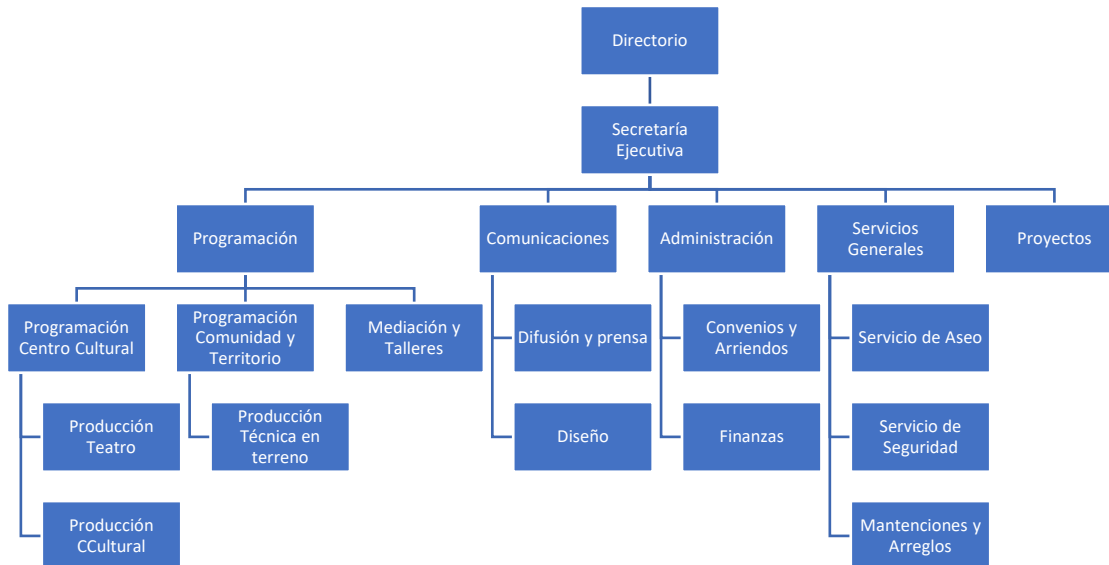 Directorio
Secretaría
Ejecutiva
Programación
Comunicaciones
Administración
Servicios
Generales
Proyectos
Programación
Centro Cultural
Programación
Comunidad y
Territorio
Mediación y
Talleres
Difusión y prensa
Convenios y
Arriendos
Servicio de Aseo
Producción
Teatro
Producción
Técnica en
terreno
Diseño
Finanzas
Servicio de
Seguridad
Producción
CCultural
Mantenciones y
Arreglos